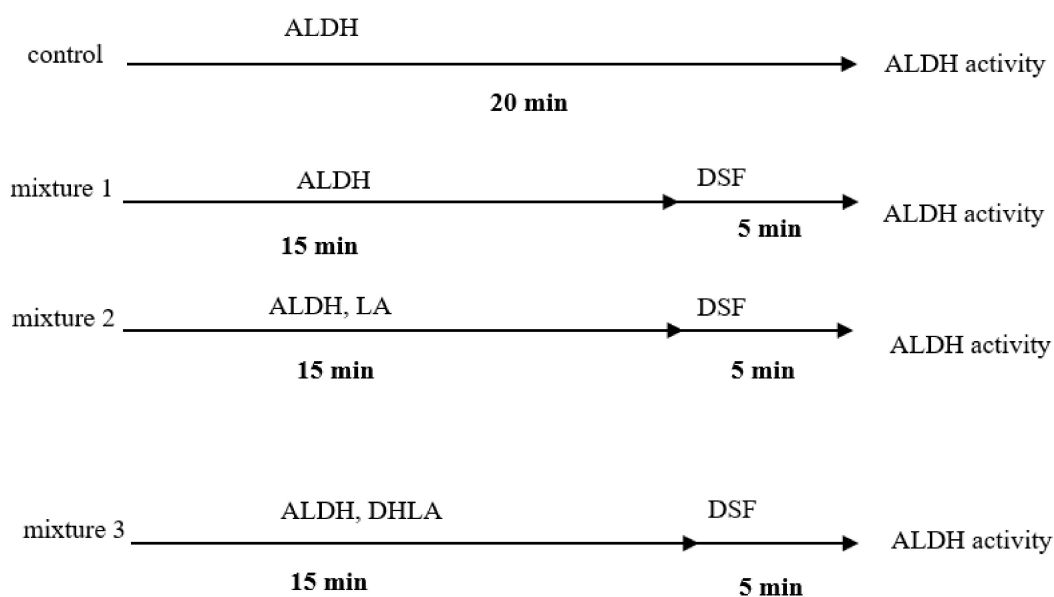 ALDH
control
ALDH activity
20 min
mixture 1
ALDH
DSF
ALDH activity
15 min
5 min
mixture 2
ALDH, LA
DSF
ALDH activity
15 min
5 min
mixture 3
ALDH, DHLA
DSF
ALDH activity
15 min
5 min